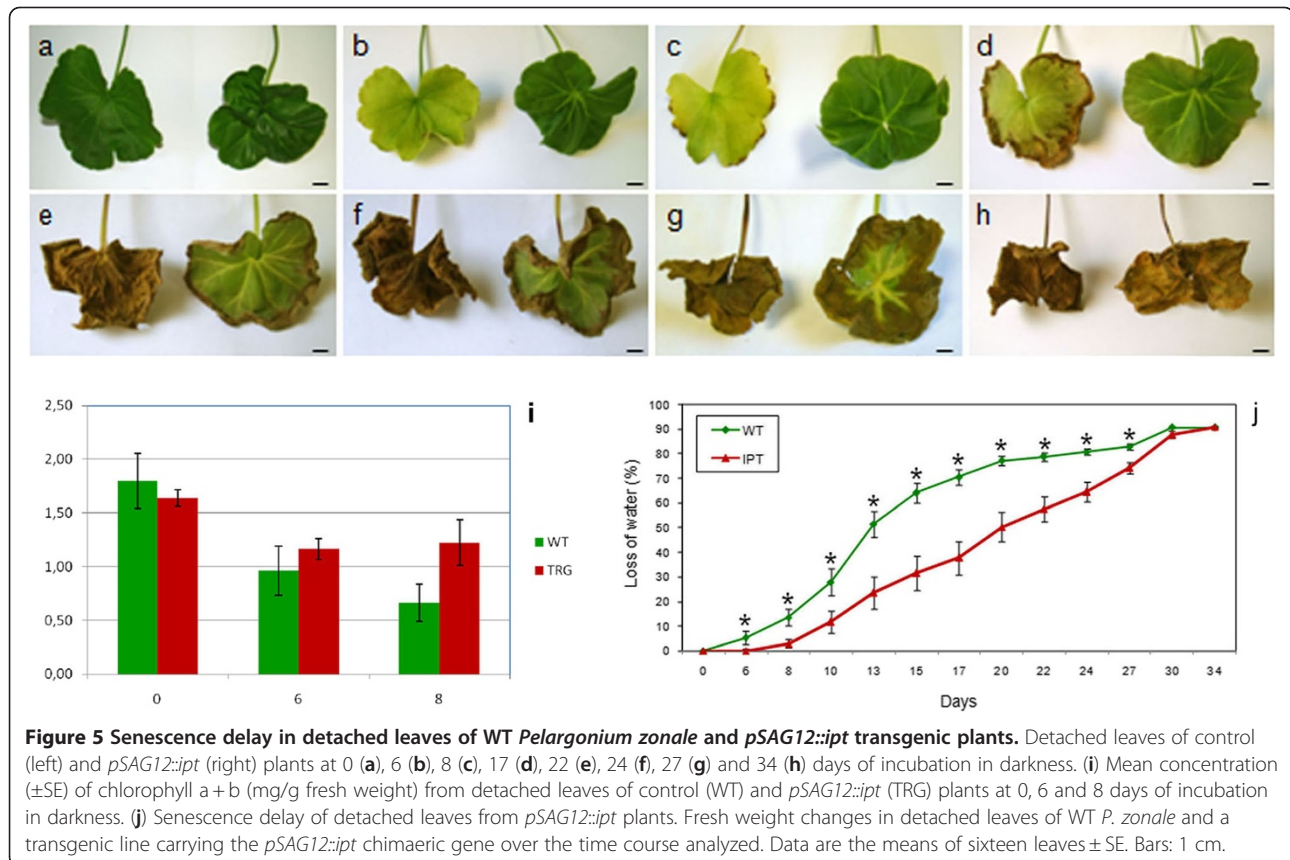 a
b
c
d
e
f
g
h
i
2,50
2,00
1,50
1,00
0,50
0,00
0
6
8
WT
TRG
j
100
90
80
70
60
50
40
30
20
10
0
Loss of water (%)
WT
IPT
* * * * * * * * * *
0 6 8 10 13 15 17 20 22 24 27 30 34
Days
Figure 5 Senescence delay in detached leaves of WT Pelargonium zonale and pSAG12::ipt transgenic plants. Detached leaves of control
(left) and pSAG12::ipt (right) plants at 0 (a), 6 (b), 8 (c), 17 (d), 22 (e), 24 (f), 27 (g) and 34 (h) days of incubation in darkness. (i) Mean concentration
(±SE) of chlorophyll a + b (mg/g fresh weight) from detached leaves of control (WT) and pSAG12::ipt (TRG) plants at 0, 6 and 8 days of incubation
in darkness. (j) Senescence delay of detached leaves from pSAG12::ipt plants. Fresh weight changes in detached leaves of WT P. zonale and a
transgenic line carrying the pSAG12::ipt chimaeric gene over the time course analyzed. Data are the means of sixteen leaves ± SE. Bars: 1 cm.